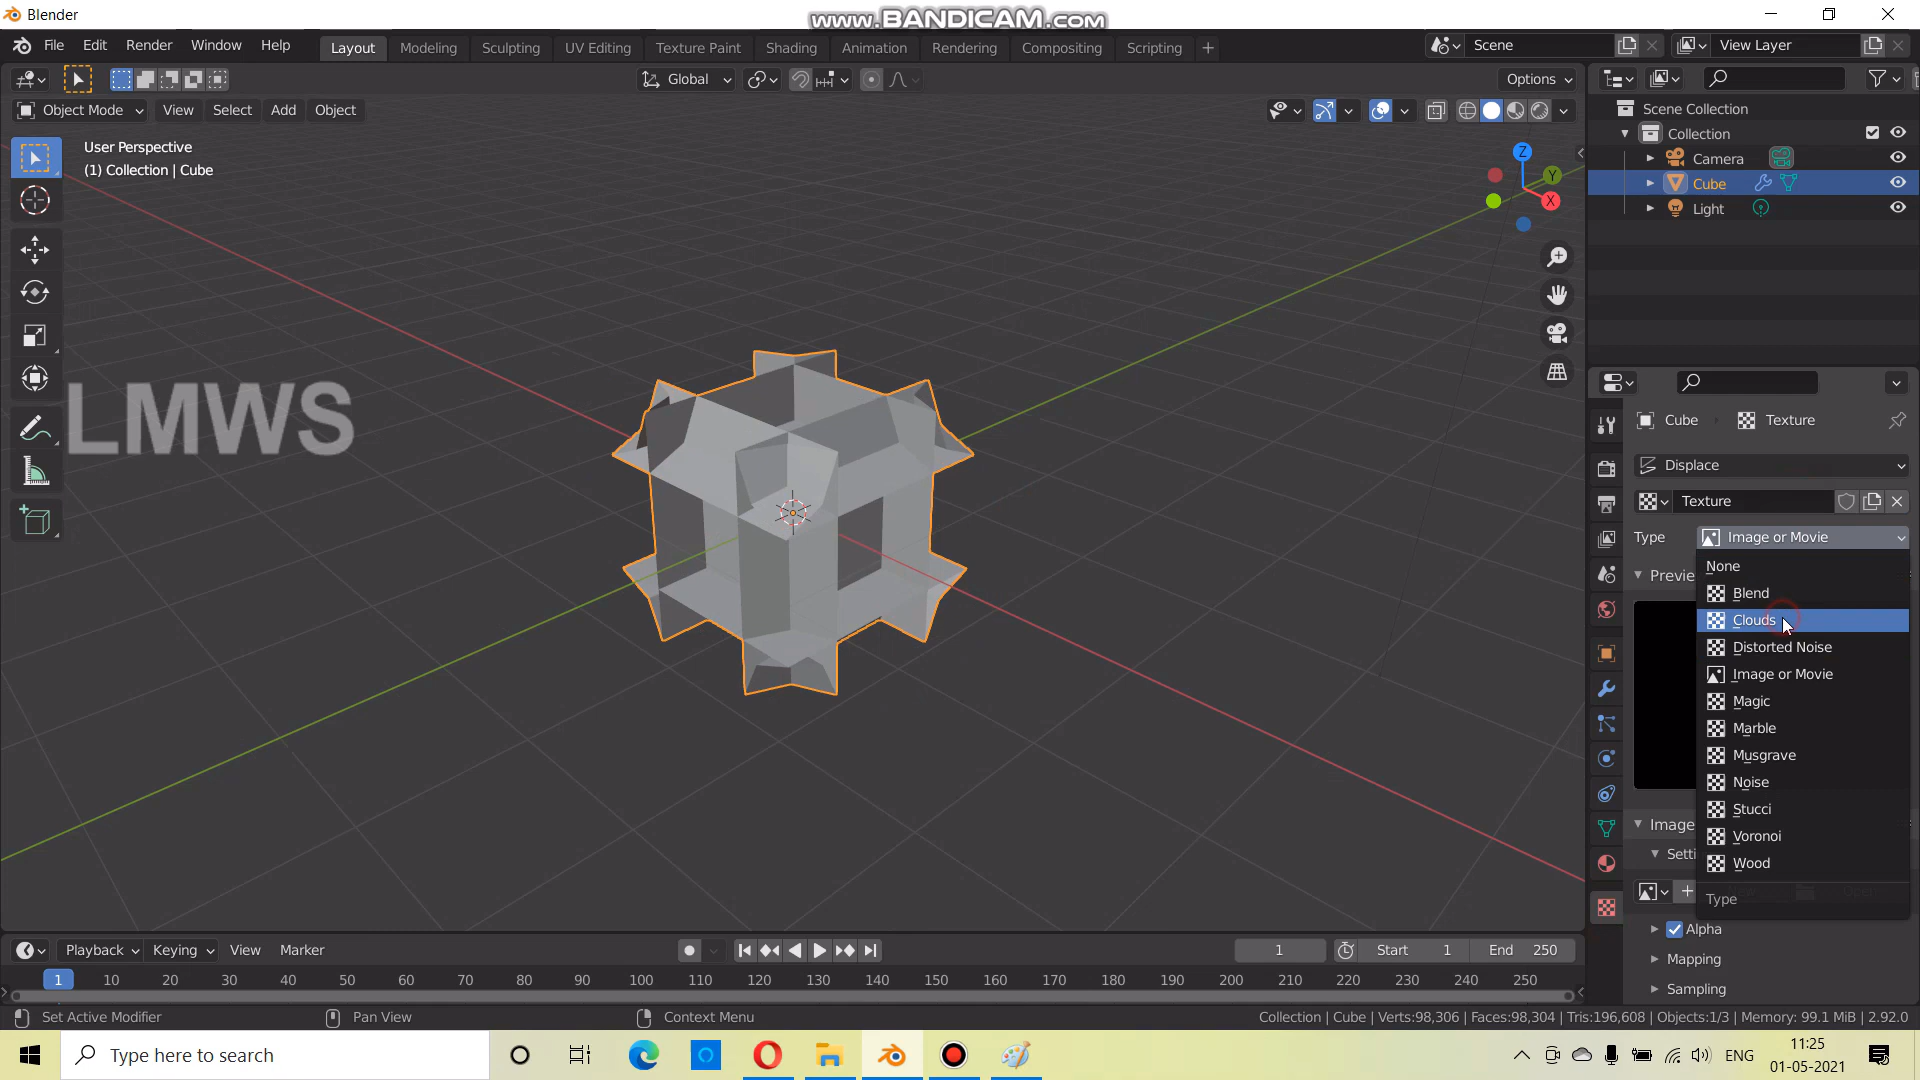 Blender
www.BANDICAM.com
File Edit Render Window Help
Layout Modeling Sculpting UV Editing Texture Paint Shading Animation Rendering Compositing Scripting +
Scene
View Layer
Global
Options
Object Mode View Select Add Object
User Perspective
(1) Collection | Cube
Z
Y
X
LMWS
Scene Collection
Collection
Camera
Cube
Light
Cube Texture
Displace
Texture
Type Image or Movie
None
Blend
Clouds
Distorted Noise
Image or Movie
Magic
Marble
Musgrave
Noise
Stucci
Voronoi
Wood
Type
Previe
Image
Setti
Alpha
Mapping
Sampling
Playback Keying View Marker
1
Start 1
End 250
1 10 20 30 40 50 60 70 80 90 100 110 120 130 140 150 160 170 180 190 200 210 220 230 240 250
Set Active Modifier
Pan View
Context Menu
Collection | Cube | Verts:98,306 | Faces:98,304 | Tris:196,608 | Objects:1/3 | Memory: 99.1 MiB | 2.92.0
Type here to search
ENG
11:25
01-05-2021